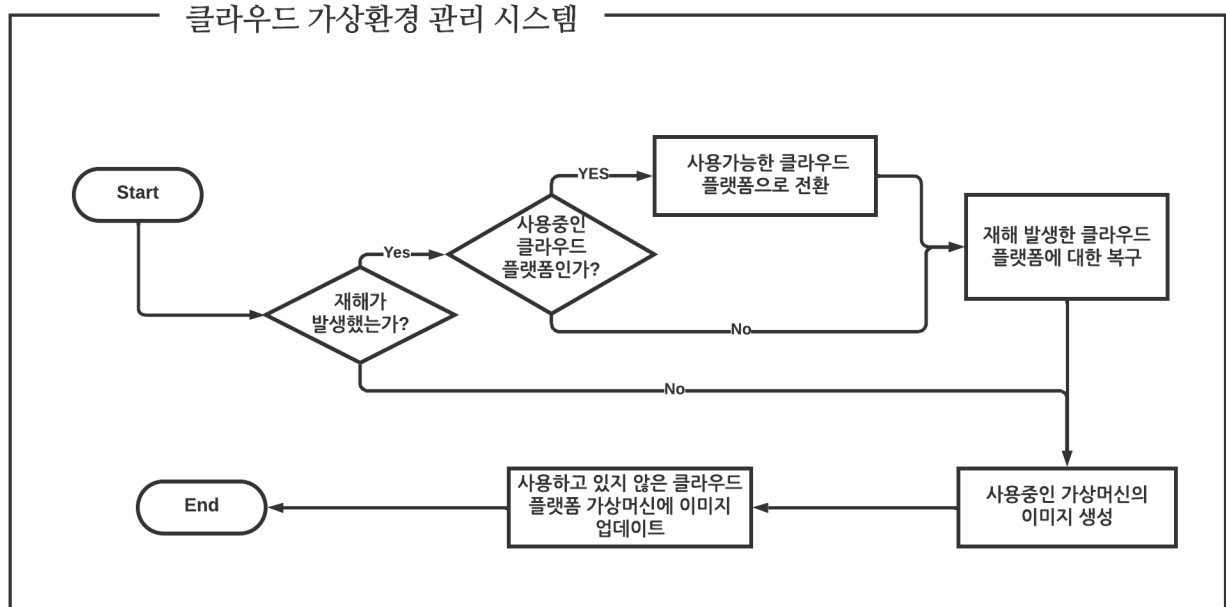 클라우드 가상환경 관리 시스템
Start
재해가
발생했는가?
Yes
No
사용중인
클라우드
플랫폼인가?
YES
No
사용가능한 클라우드
플랫폼으로 전환
재해 발생한 클라우드
플랫폼에 대한 복구
사용중인 가상머신의
이미지 생성
사용하고 있지 않은 클라우드
플랫폼 가상머신에 이미지
업데이트
End